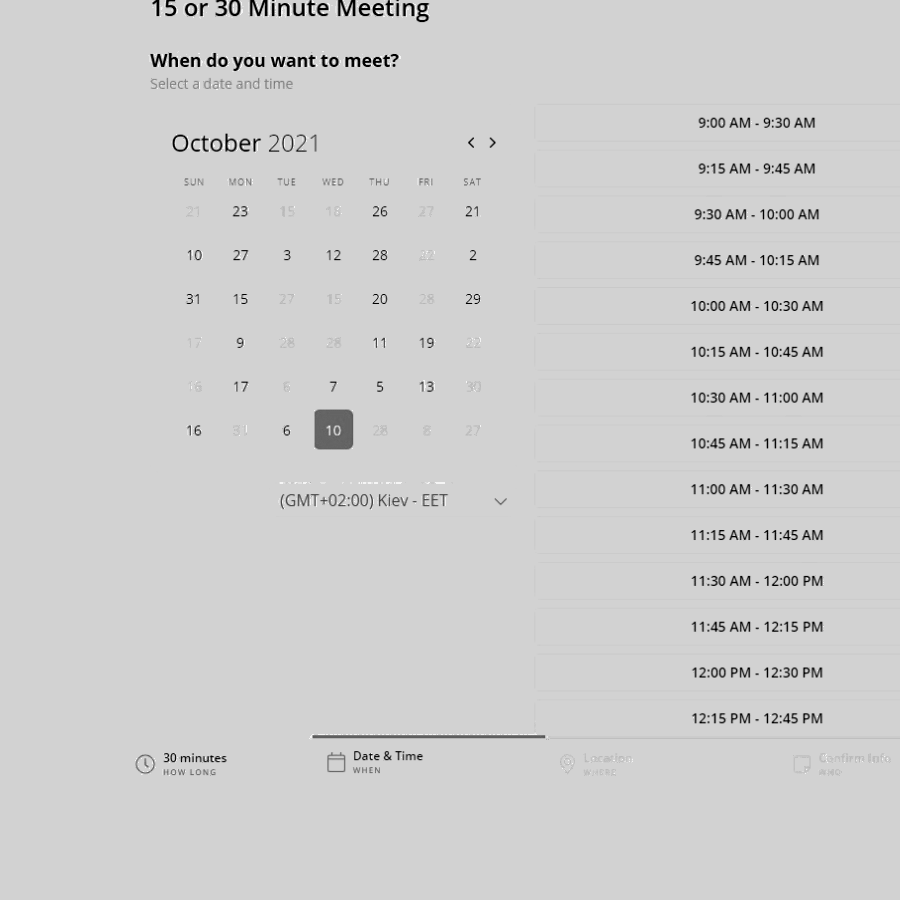 15 or 30 Minute Meeting
When do you want to meet?
Select a date and time
October 2021
SUN MON TUE WED THU FRI SAT
21 23 15 26 27 21
10 27 3 12 28 2
31 15 27 15 20 28 29
17 9 28 28 11 19 22
16 17 6 7 5 13 30
16 31 6 10 28 8 27
(GMT+02:00) Kiev - EET
9:00 AM - 9:30 AM
9:15 AM - 9:45 AM
9:30 AM - 10:00 AM
9:45 AM - 10:15 AM
10:00 AM - 10:30 AM
10:15 AM - 10:45 AM
10:30 AM - 11:00 AM
10:45 AM - 11:15 AM
11:00 AM - 11:30 AM
11:15 AM - 11:45 AM
11:30 AM - 12:00 PM
11:45 AM - 12:15 PM
12:00 PM - 12:30 PM
12:15 PM - 12:45 PM
30 minutes
HOW LONG
Date & Time
WHEN
Location
WHERE
Confirm Info
WHO